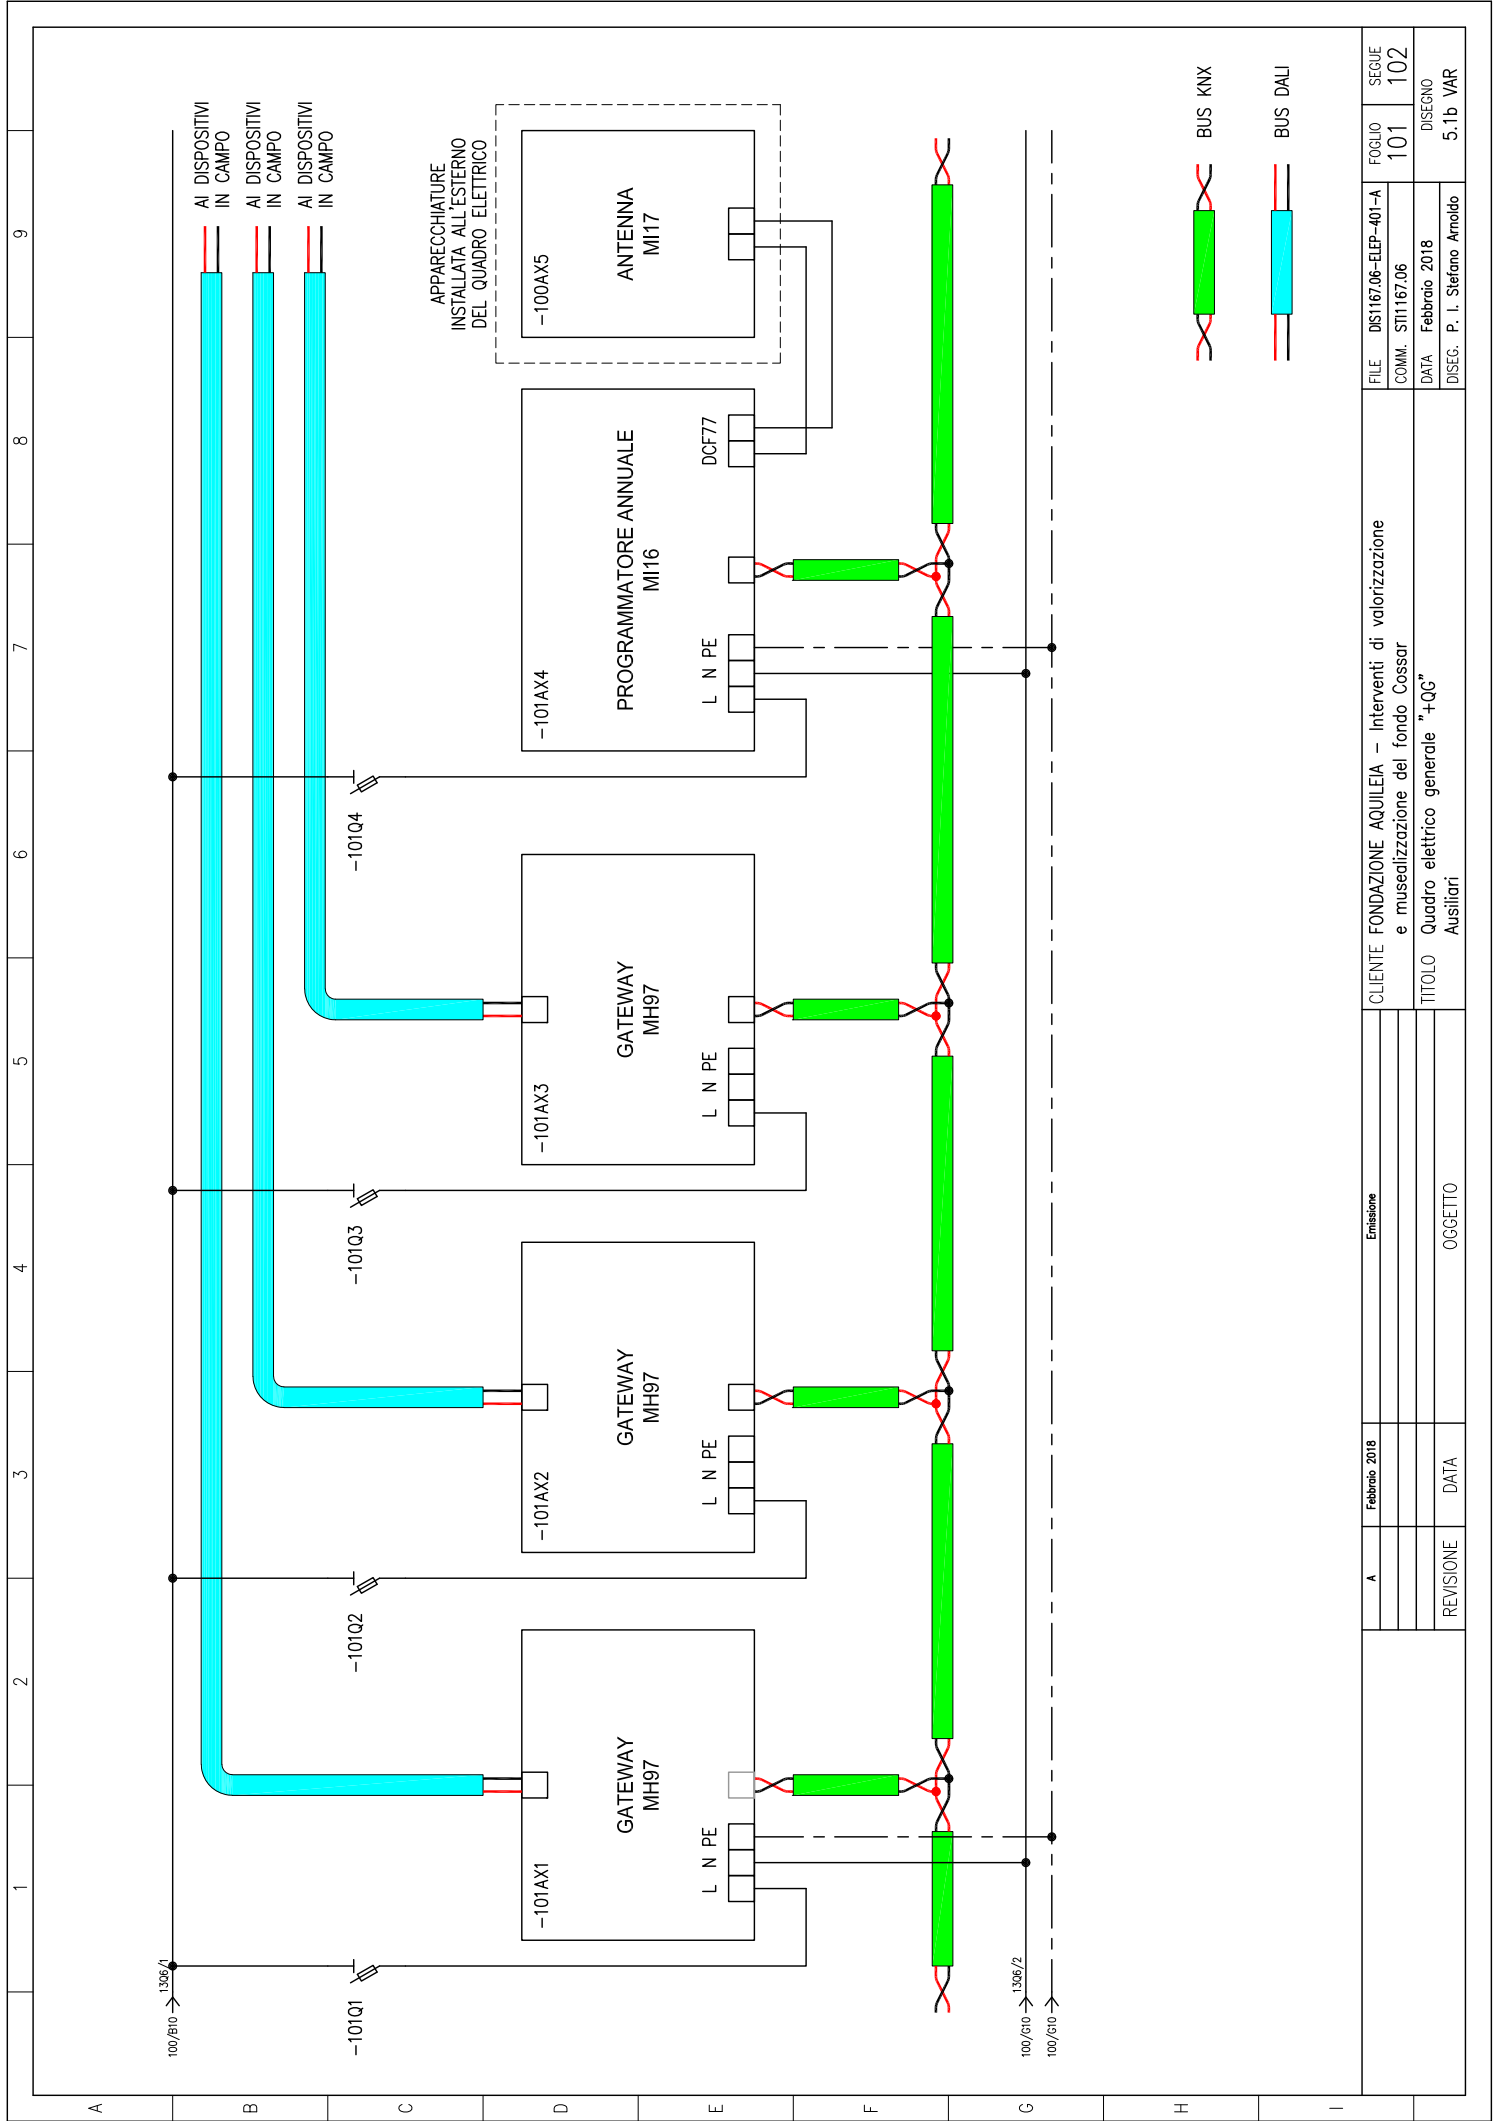 1 2 3 4 5 6 7 8 9
A
B
C
D
E
F
G
H
I
100/B10
13Q6/1
AI DISPOSITIVI
IN CAMPO
AI DISPOSITIVI
IN CAMPO
AI DISPOSITIVI
IN CAMPO
-101Q1
-101Q2
-101Q3
-101Q4
APPARECCHIATURE
INSTALLATA ALL'ESTERNO
DEL QUADRO ELETTRICO
-101AX1
GATEWAY
MH97
L N PE
-101AX2
GATEWAY
MH97
L N PE
-101AX3
GATEWAY
MH97
L N PE
-101AX4
PROGRAMMATORE ANNUALE
MI16
L N PE
DCF77
-100AX5
ANTENNA
MI17
100/G10
13Q6/2
100/G10
BUS KNX
BUS DALI
A Febbraio 2018 Emissione
REVISIONE DATA OGGETTO
CLIENTE FONDAZIONE AQUILEIA - Interventi di valorizzazione
e musealizzazione del fondo Cossar
TITOLO Quadro elettrico generale "+QG"
Ausiliari
FILE DIS1167.06-ELEP-401-A
COMM. STI1167.06
DATA Febbraio 2018
DISEG. P. I. Stefano Arnoldo
FOGLIO
101
SEGUE
102
DISEGNO
5.1b VAR